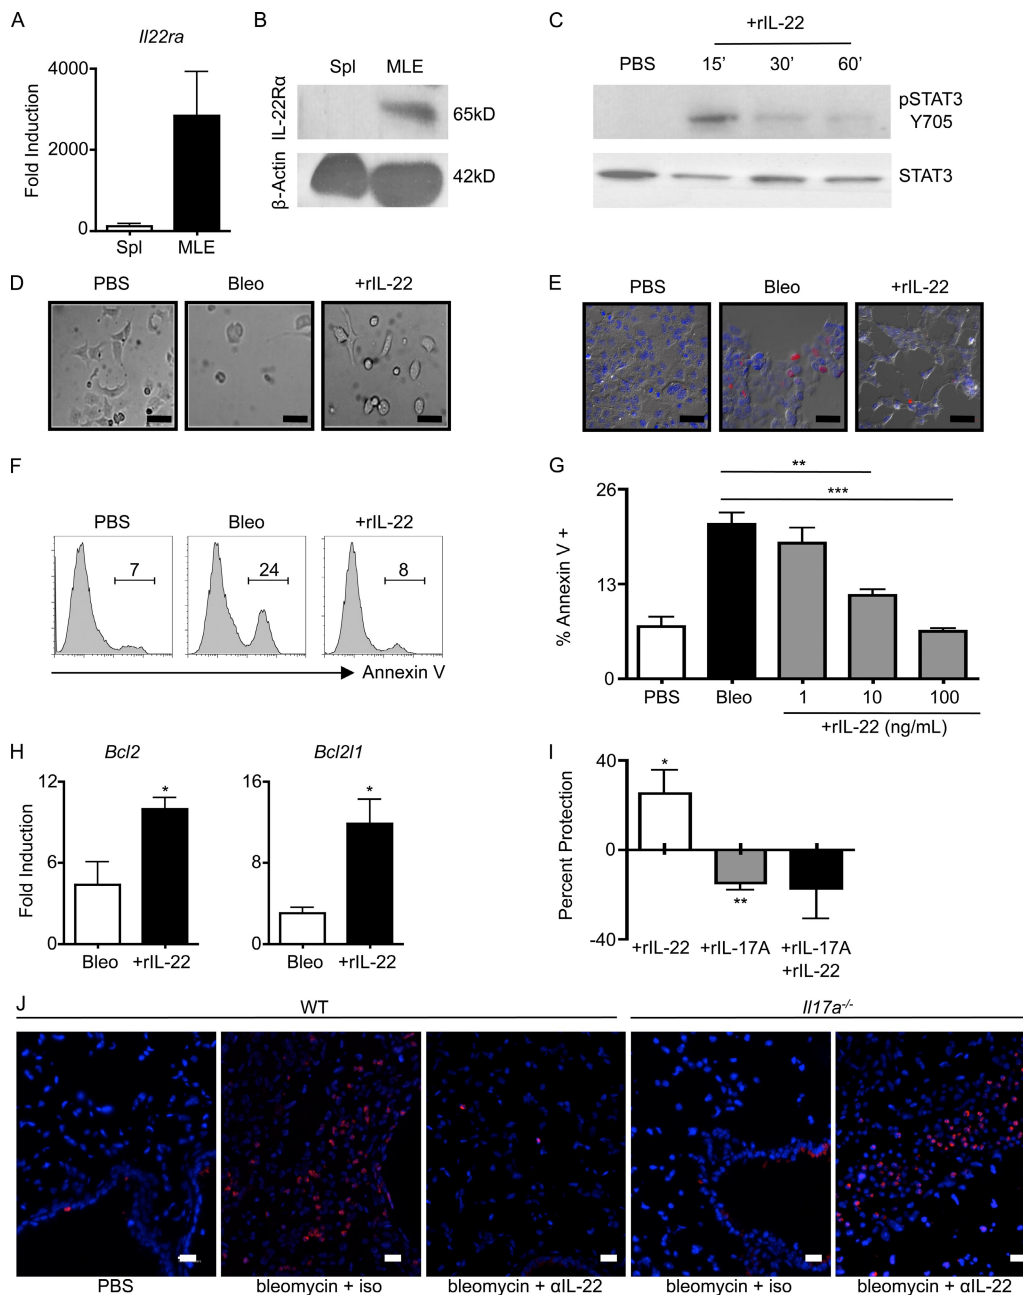 A
Il22ra
Fold Induction
4000
2000
0
Spl MLE
B
Spl MLE
IL-22Rα
65kD
β-Actin
42kD
C
+rIL-22
PBS 15’ 30’ 60’
pSTAT3
Y705
STAT3
D
PBS Bleo +rIL-22
E
PBS Bleo +rIL-22
F
PBS Bleo +rIL-22
7 24 8
Annexin V
G
** 
***
% Annexin V +
26
13
0
PBS Bleo 1 10 100
+rIL-22 (ng/mL)
H
Bcl2
Fold Induction
12
6
0
*
Bleo +rIL-22
Bcl2l1
16
8
0
*
Bleo +rIL-22
I
Percent Protection
40
0
-40
*
**
+rIL-22 +rIL-17A +rIL-17A
+rIL-22
J
WT Il17a-/-
PBS bleomycin + iso bleomycin + αIL-22 bleomycin + iso bleomycin + αIL-22